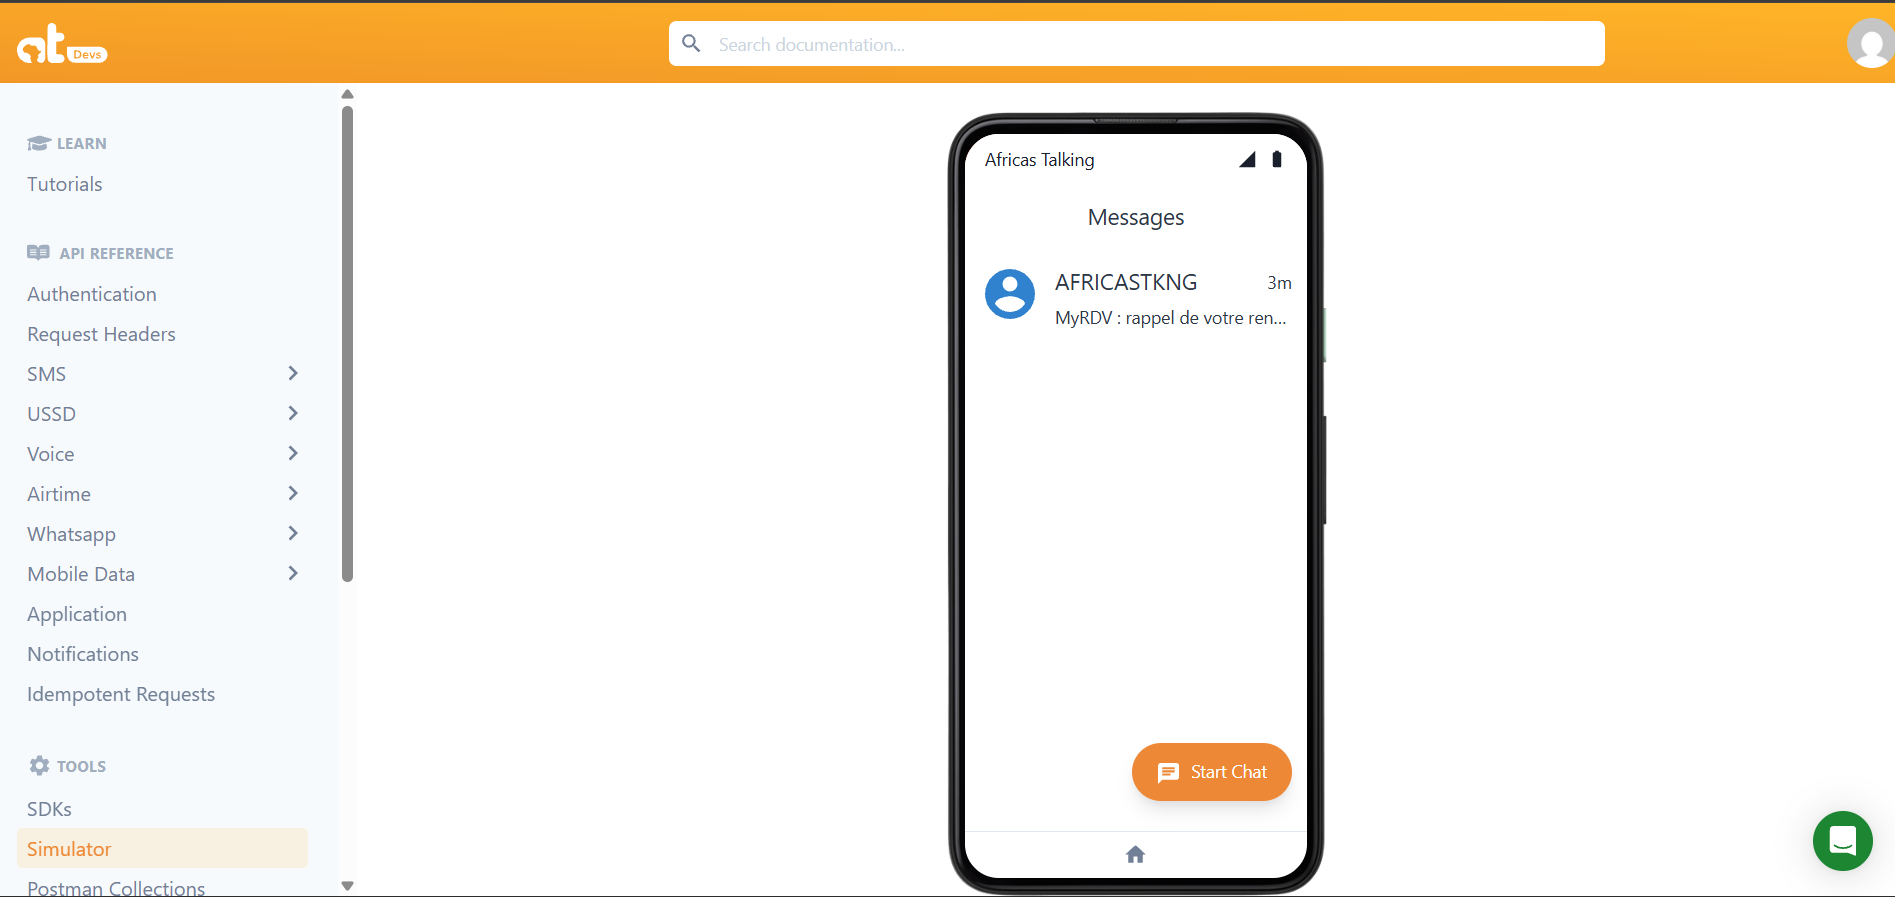 at Devs
Search documentation...
LEARN
Tutorials
API REFERENCE
Authentication
Request Headers
SMS
USSD
Voice
Airtime
Whatsapp
Mobile Data
Application
Notifications
Idempotent Requests
TOOLS
SDKs
Simulator
Postman Collections
Africas Talking
Messages
AFRICASTKNG 3m
MyRDV : rappel de votre ren...
Start Chat